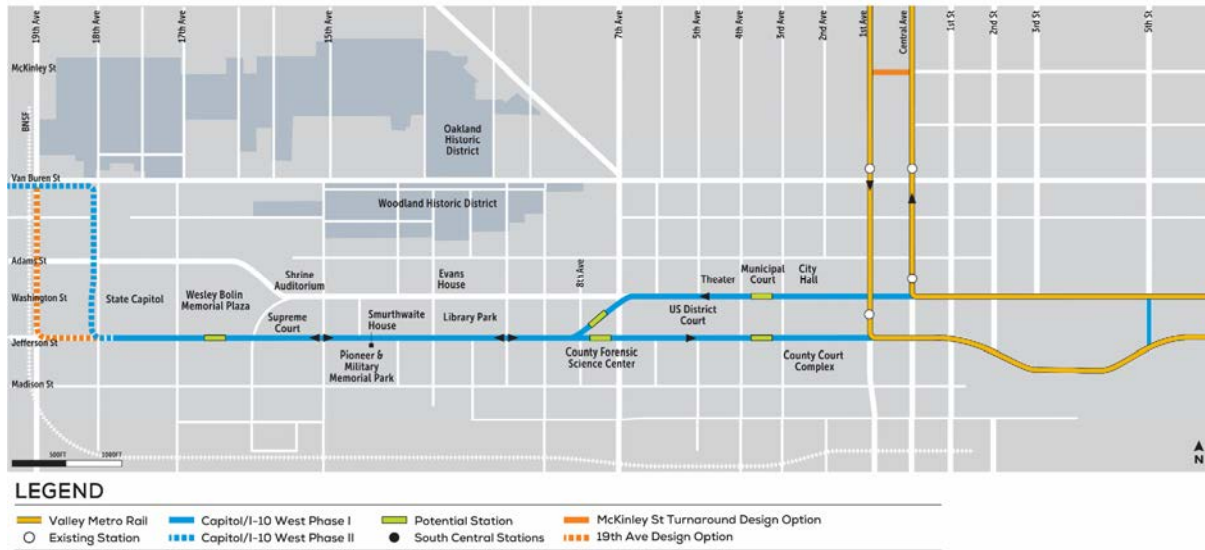 19th Ave
18th Ave
17th Ave
15th Ave
7th Ave
5th Ave
4th Ave
3rd Ave
2nd Ave
1st Ave
Central Ave
1st St
2nd St
3rd St
5th St
McKinley St
BNSF
Oakland
Historic
District
Van Buren St
Woodland Historic District
Adams St
Shrine
Auditorium
Evans
House
8th Ave
Theater
Municipal
Court
City
Hall
Washington St
State Capitol
Wesley Bolin
Memorial Plaza
Supreme
Court
Smurthwaite
House
Library Park
US District
Court
Jefferson St
Pioneer &
Military
Memorial Park
County Forensic
Science Center
County Court
Complex
Madison St
500FT
1000FT
N
LEGEND
Valley Metro Rail
Capitol/I-10 West Phase I
Potential Station
McKinley St Turnaround Design Option
Existing Station
Capitol/I-10 West Phase II
South Central Stations
19th Ave Design Option